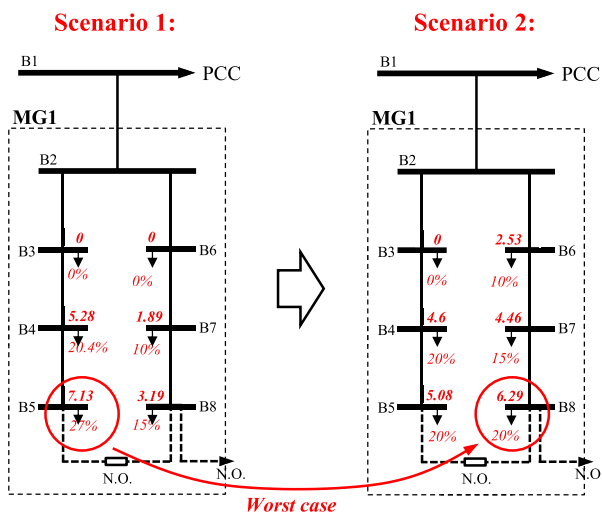 Scenario 1:
B1
PCC
MG1
B2
0
0
B3
B6
0%
0%
5.28
1.89
B4
B7
20.4%
10%
7.13
3.19
B5
B8
27%
15%
N.O.
N.O.
Scenario 2:
B1
PCC
MG1
B2
0
2.53
B3
B6
0%
10%
4.6
4.46
B4
B7
20%
15%
5.08
6.29
B5
B8
20%
20%
N.O.
N.O.
Worst case